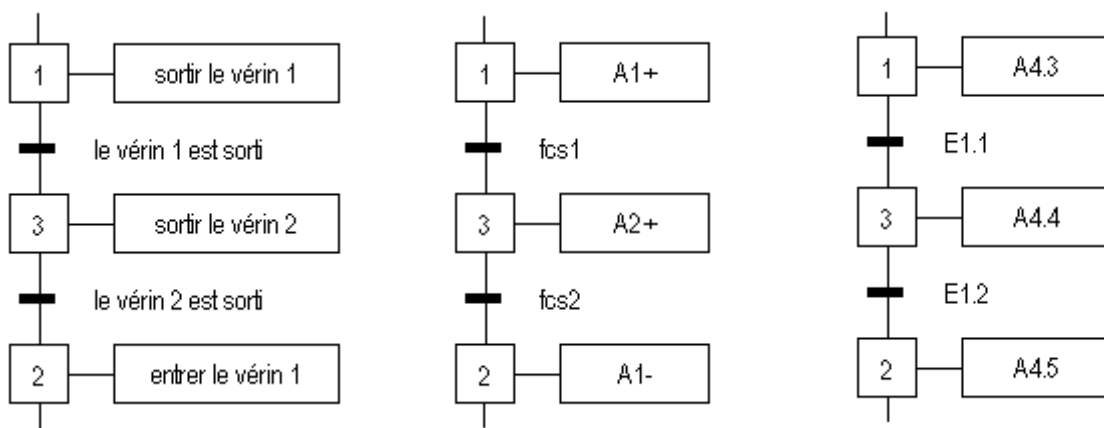 1 sortir le vérin 1
le vérin 1 est sorti
3 sortir le vérin 2
le vérin 2 est sorti
2 entrer le vérin 1
1 A1+
fcs1
3 A2+
fcs2
2 A1-
1 A4.3
E1.1
3 A4.4
E1.2
2 A4.5